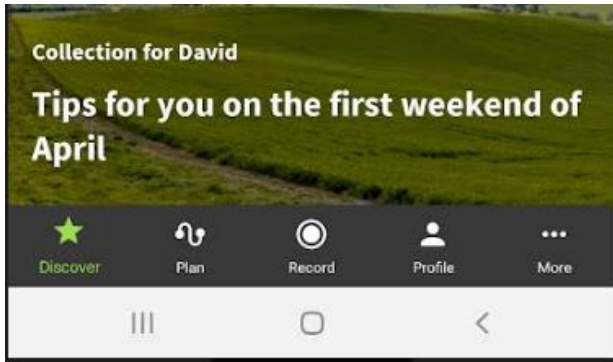 Collection for David
Tips for you on the first weekend of
April
Discover Plan Record Profile More